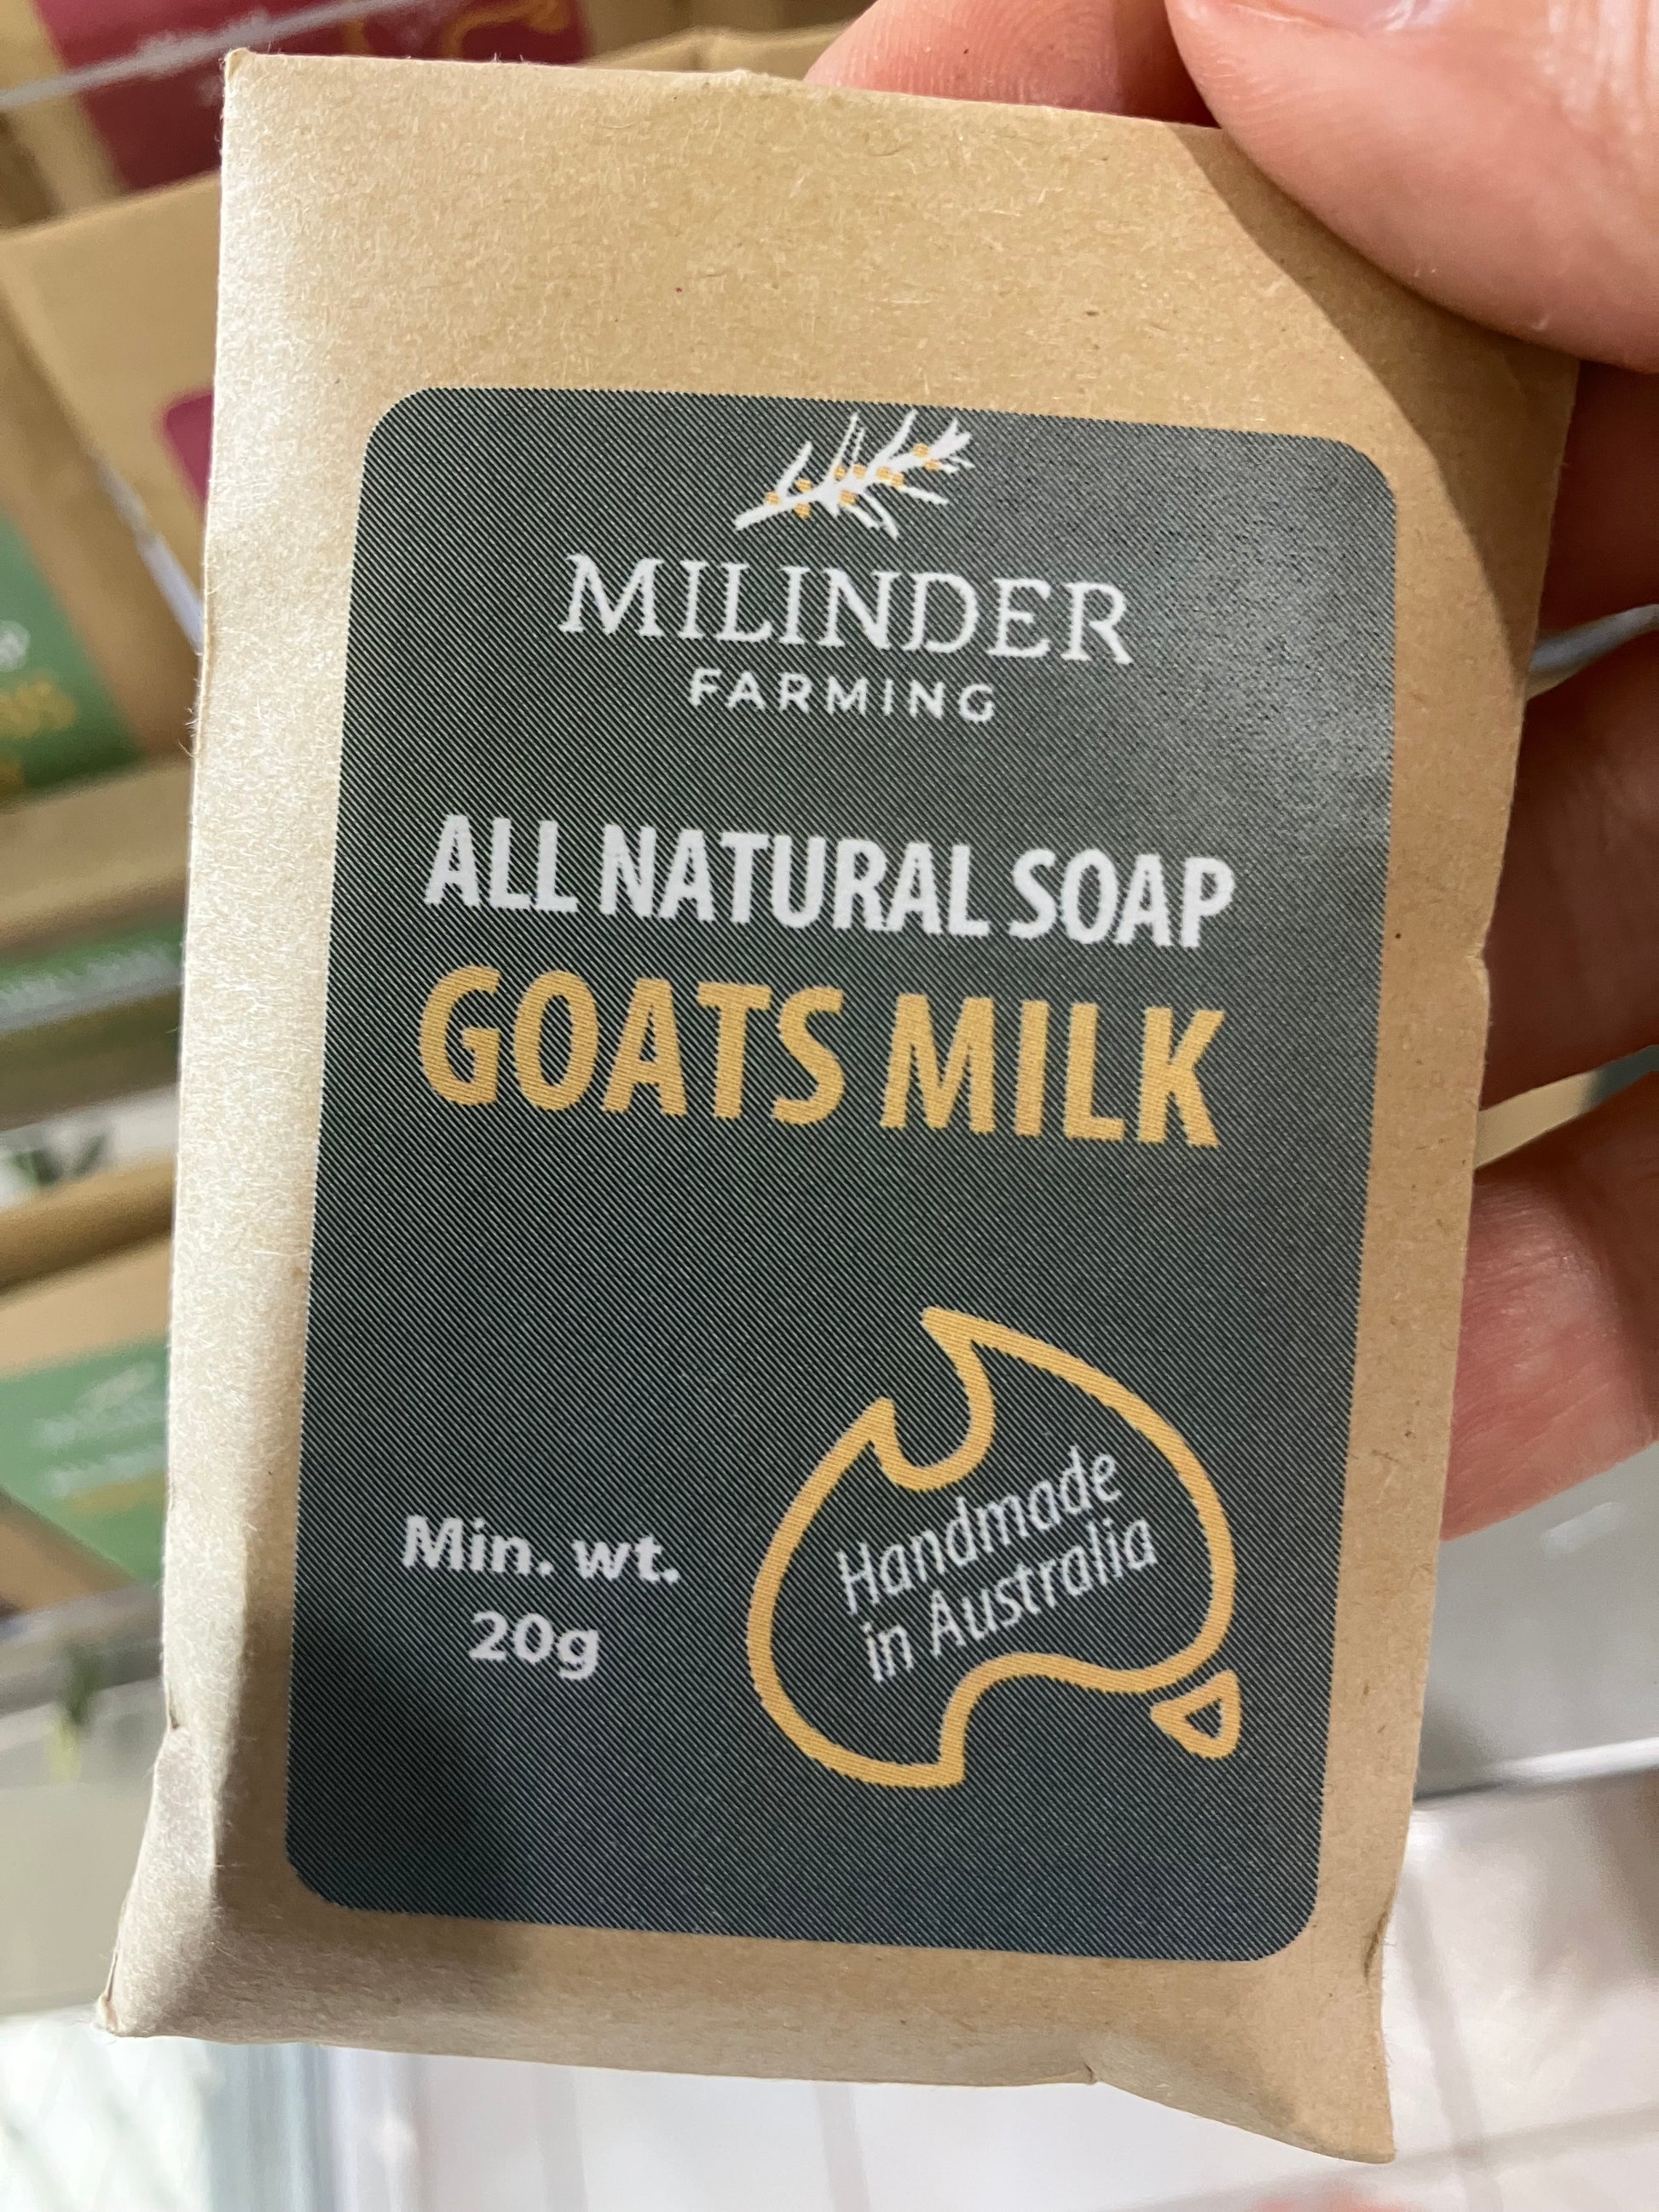 MILINDER
FARMING
ALL NATURAL SOAP
GOATS MILK
Min. wt.
20g
Handmade
in Australia